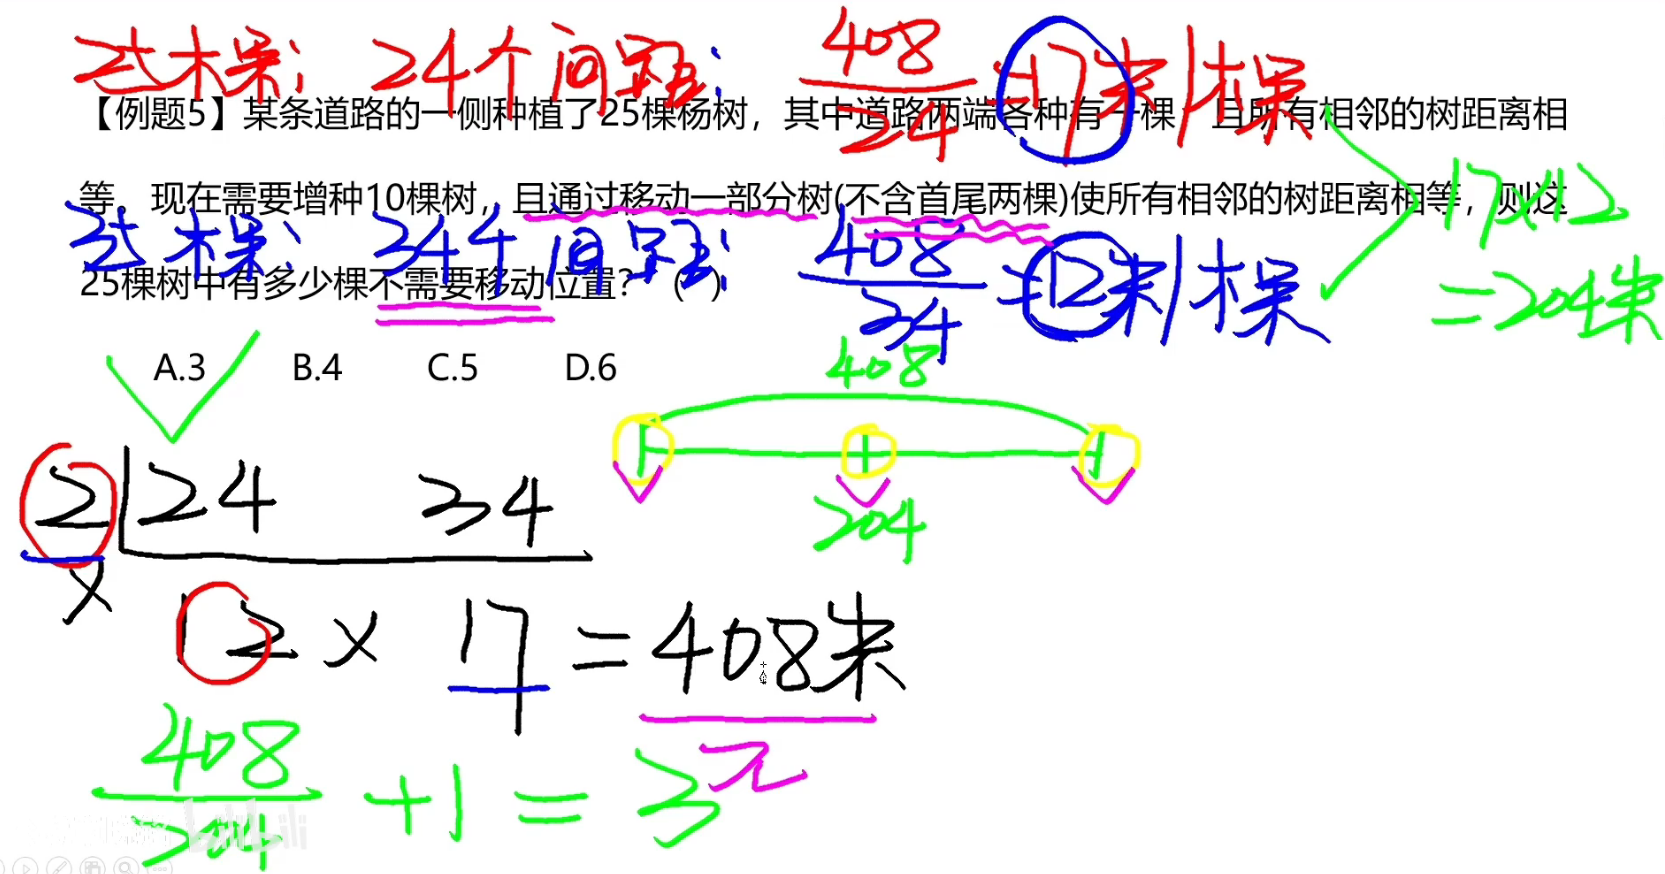 25棵: 24个间距: 408/24 = 17米/棵
【例题5】某条道路的一侧种植了25棵杨树，其中道路两端各种有一棵，且所有相邻的树距离相
等。现在需要增种10棵树，且通过移动一部分树(不含首尾两棵)使所有相邻的树距离相等，则这
17×12
35棵: 34个间距: 408/34 = 12米/棵
25棵树中有多少棵不需要移动位置？（ ）
=204米
A.3 B.4 C.5 D.6
408
2 24 34
204
× 12 × 17 = 408米
408/204 + 1 = 3
bilibili